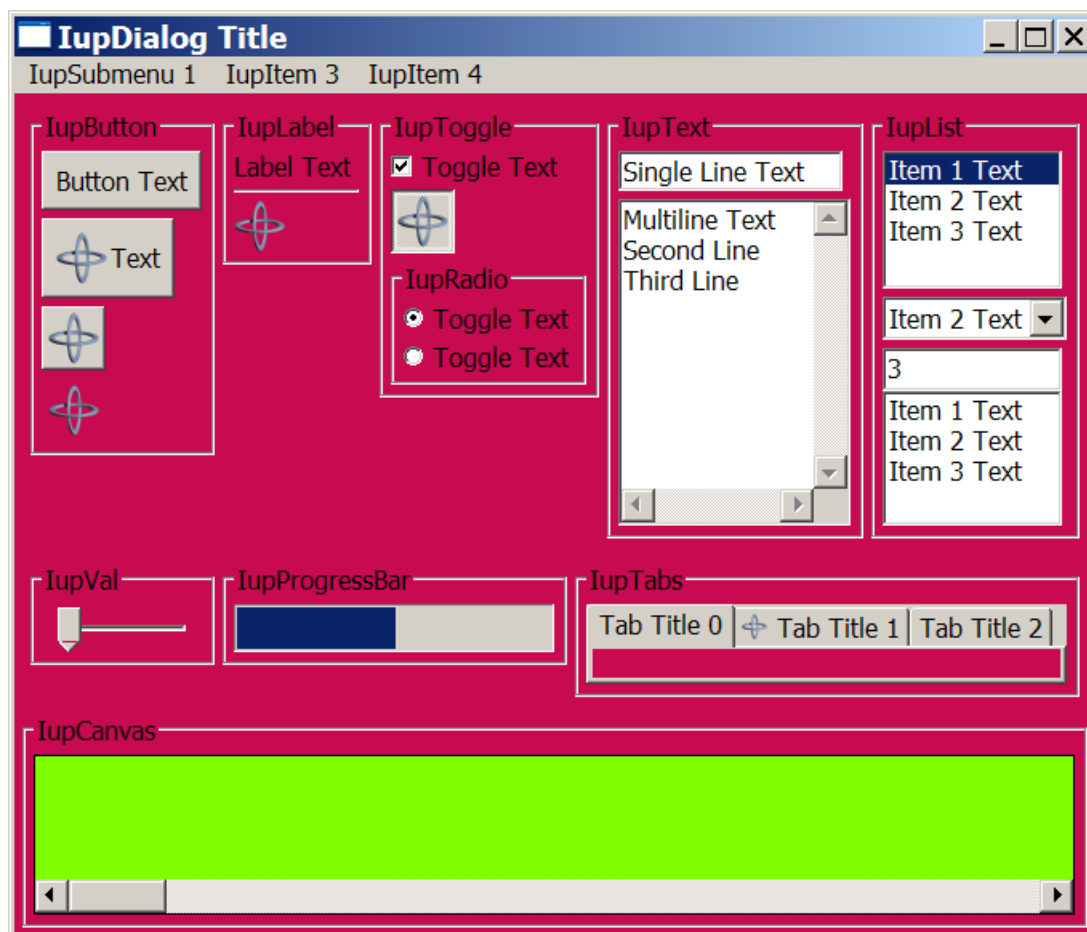 IupDialog Title
IupSubmenu 1 IupItem 3 IupItem 4
IupButton
Button Text
Text
IupLabel
Label Text
IupToggle
Toggle Text
IupRadio
Toggle Text
Toggle Text
IupText
Single Line Text
Multiline Text
Second Line
Third Line
IupList
Item 1 Text
Item 2 Text
Item 3 Text
Item 2 Text
3
Item 1 Text
Item 2 Text
Item 3 Text
IupVal
IupProgressBar
IupTabs
Tab Title 0 Tab Title 1 Tab Title 2
IupCanvas